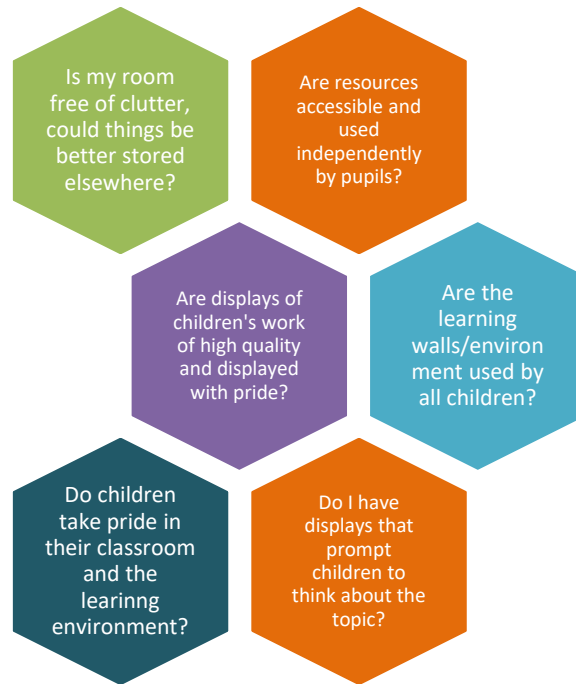 Is my room
free of clutter,
could things be
better stored
elsewhere?
Are resources
accessible and
used
independently
by pupils?
Are displays of
children's work
of high quality
and displayed
with pride?
Are the
learning
walls/environ
ment used by
all children?
Do children
take pride in
their classroom
and the
learinng
environment?
Do I have
displays that
prompt
children to
think about the
topic?